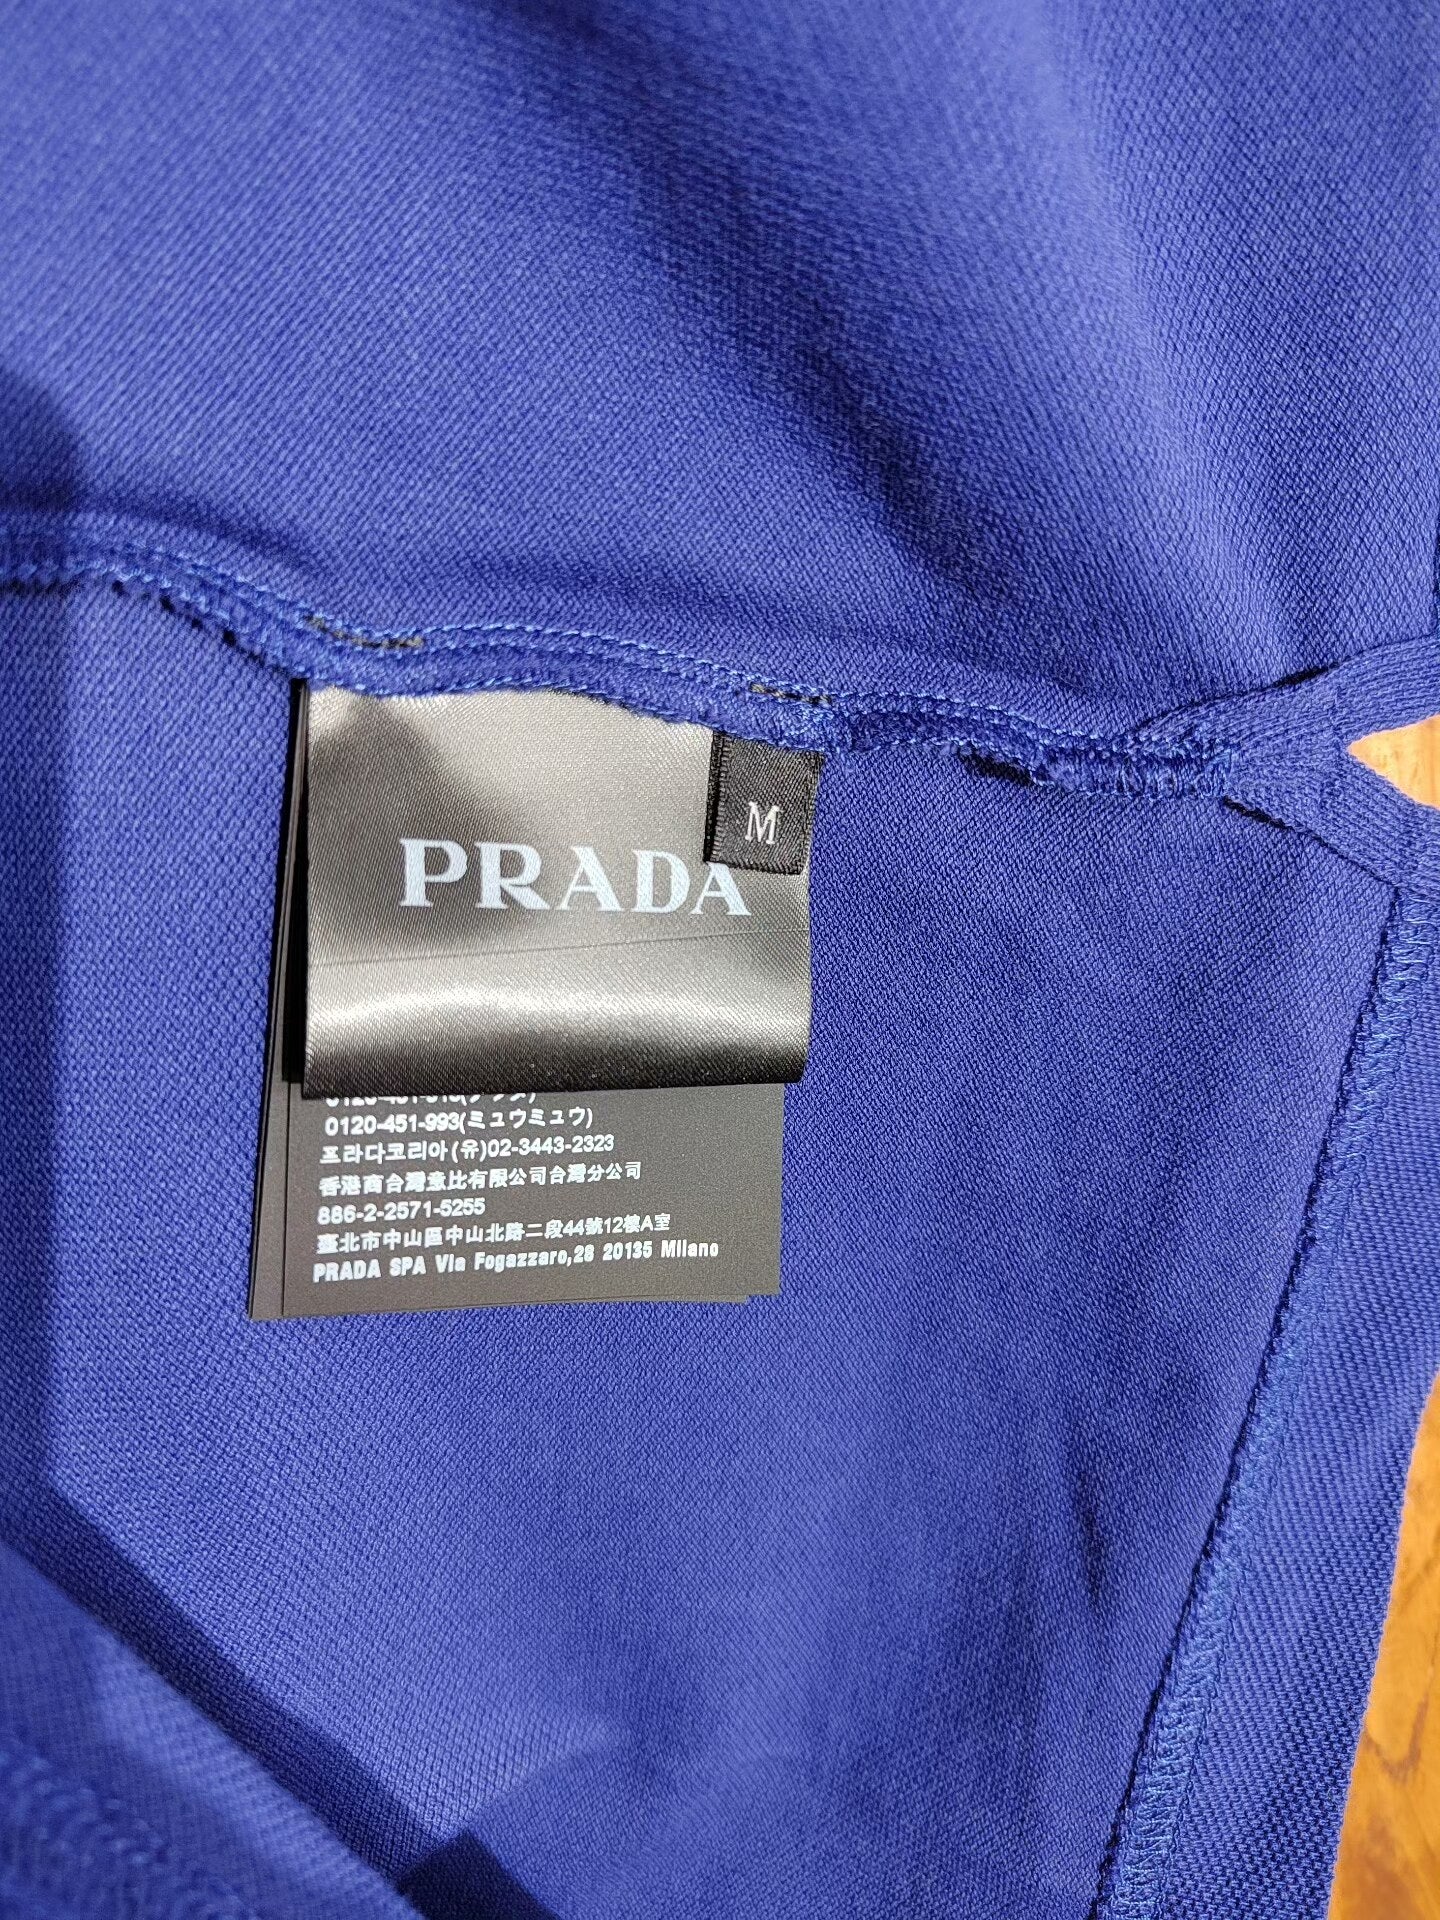 M
PRADA
0120-451-993(ミュウミュウ)
프라다코리아(유)02-3443-2323
香港商台灣意比有限公司台灣分公司
886-2-2571-5255
臺北市中山區中山北路二段44號12樓A室
PRADA SPA Via Fogazzaro,28 20135 Milano